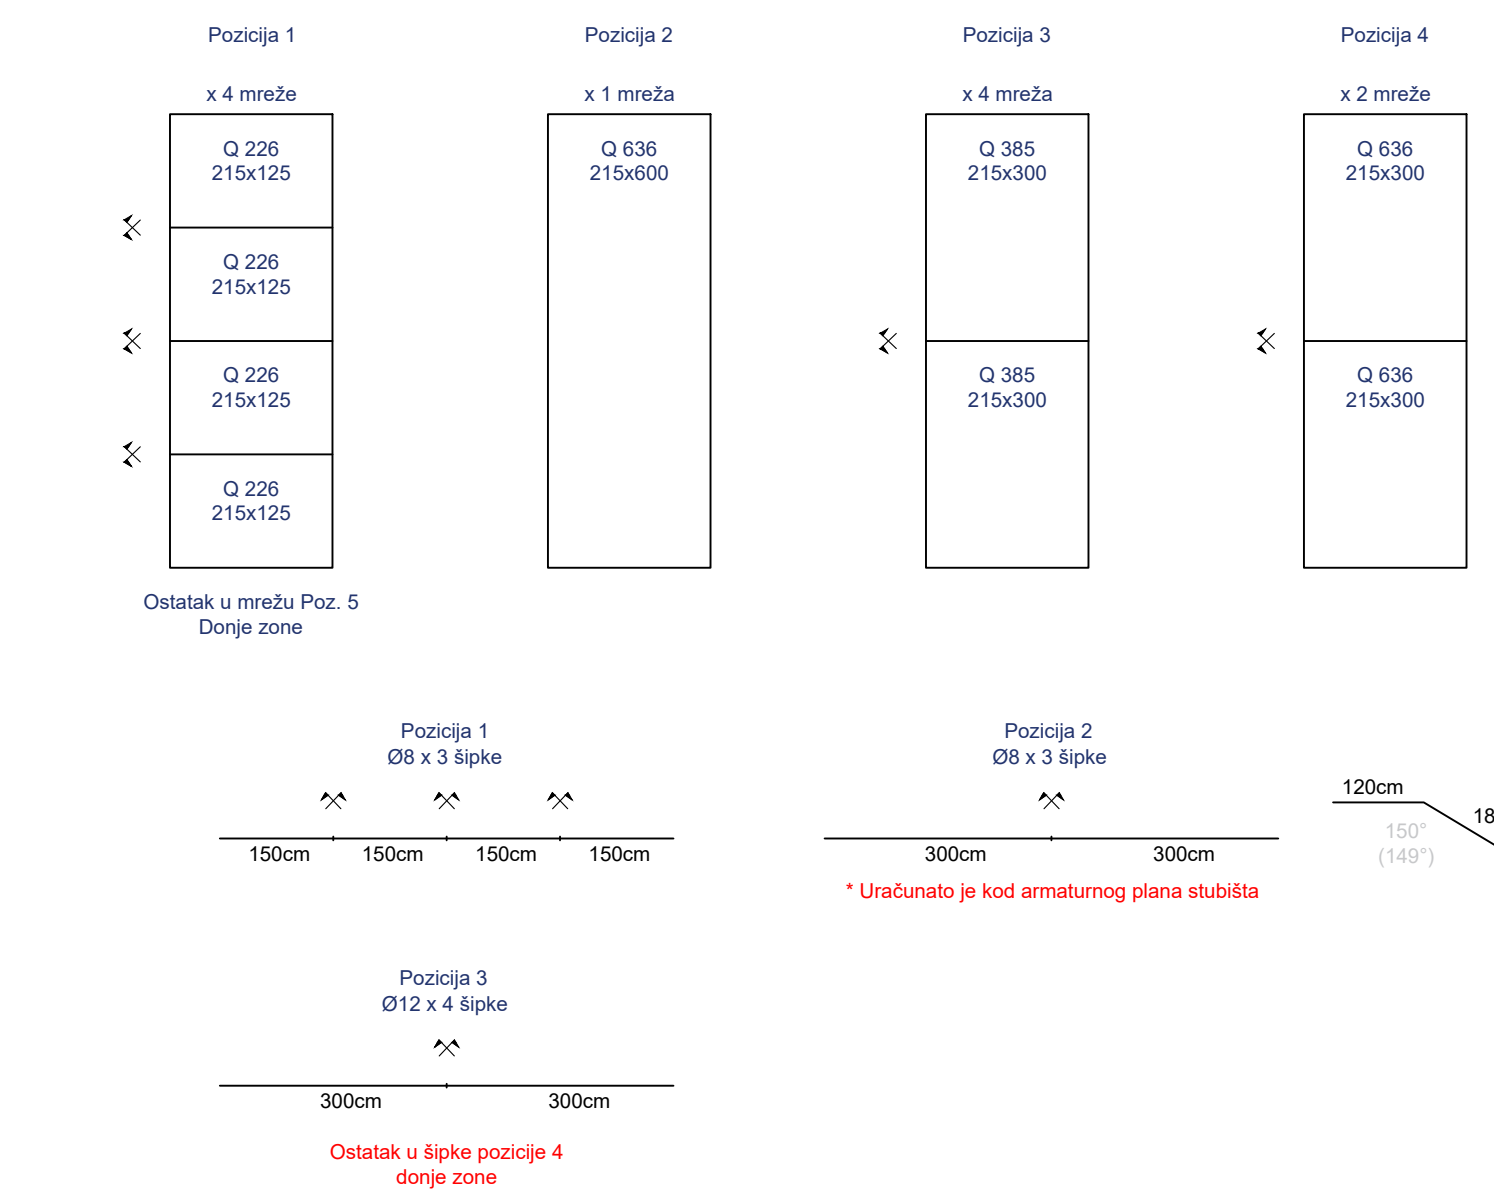 Pozicija 1
x 4 mreže
Q 226
215x125
Q 226
215x125
Q 226
215x125
Q 226
215x125
Ostatak u mrežu Poz. 5
Donje zone
Pozicija 2
x 1 mreža
Q 636
215x600
Pozicija 3
x 4 mreža
Q 385
215x300
Q 385
215x300
Pozicija 4
x 2 mreže
Q 636
215x300
Q 636
215x300
Pozicija 1
Ø8 x 3 šipke
150cm 150cm 150cm 150cm
Pozicija 2
Ø8 x 3 šipke
300cm 300cm
* Uračunato je kod armaturnog plana stubišta
120cm
150°
(149°)
Pozicija 3
Ø12 x 4 šipke
300cm 300cm
Ostatak u šipke pozicije 4
donje zone